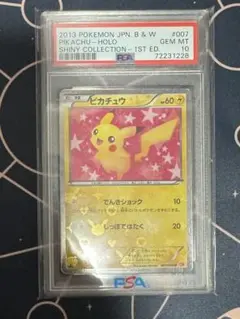 2013 POKEMON JPN. B & W #007
PIKACHU-HOLO GEM MT
SHINY COLLECTION - 1ST ED. 10
PSA 72231228
ピカチュウ HP60
でんきショック 10
しっぽではたく 20
PSA